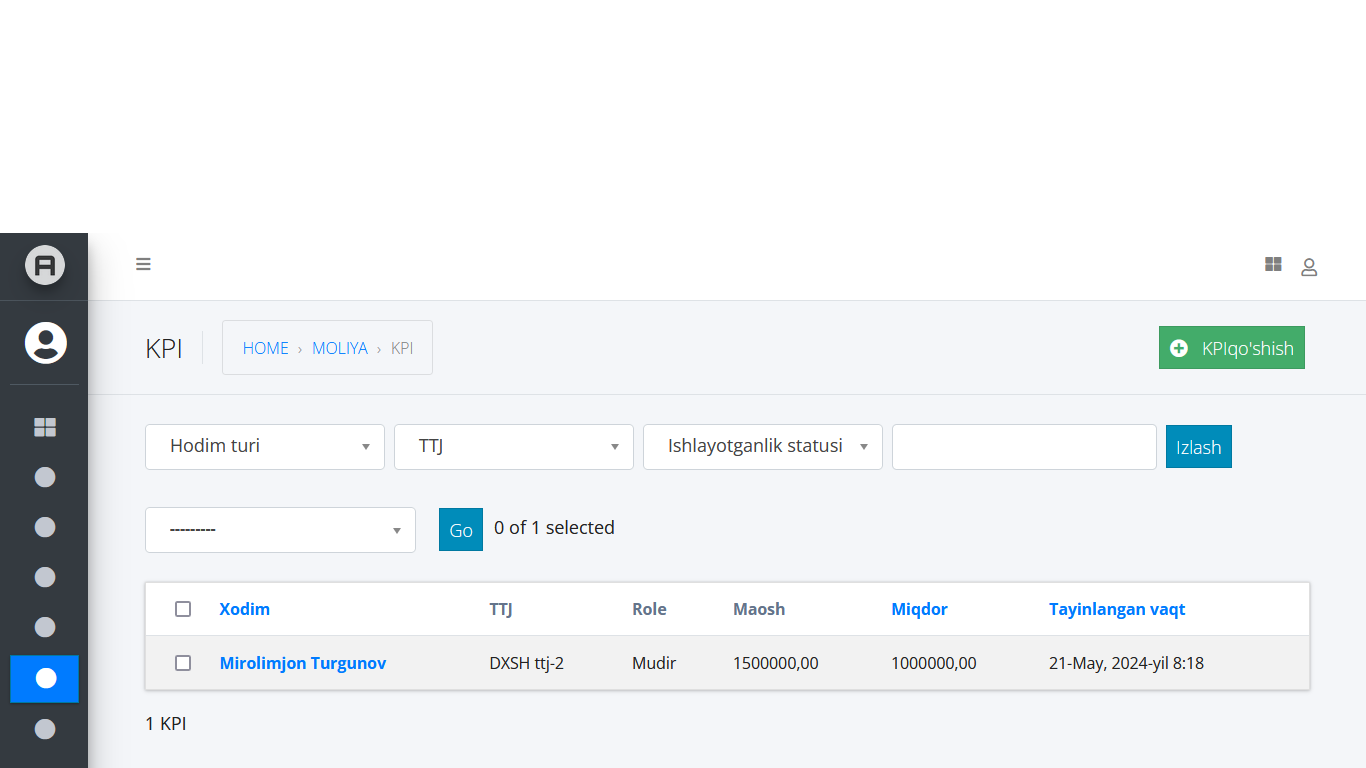 KPI
HOME › MOLIYA › KPI
KPIqo'shish
Hodim turi
TTJ
Ishlayotganlik statusi
Izlash
---------
Go
0 of 1 selected
Xodim TTJ Role Maosh Miqdor Tayinlangan vaqt
Mirolimjon Turgunov DXSH ttj-2 Mudir 1500000,00 1000000,00 21-May, 2024-yil 8:18
1 KPI